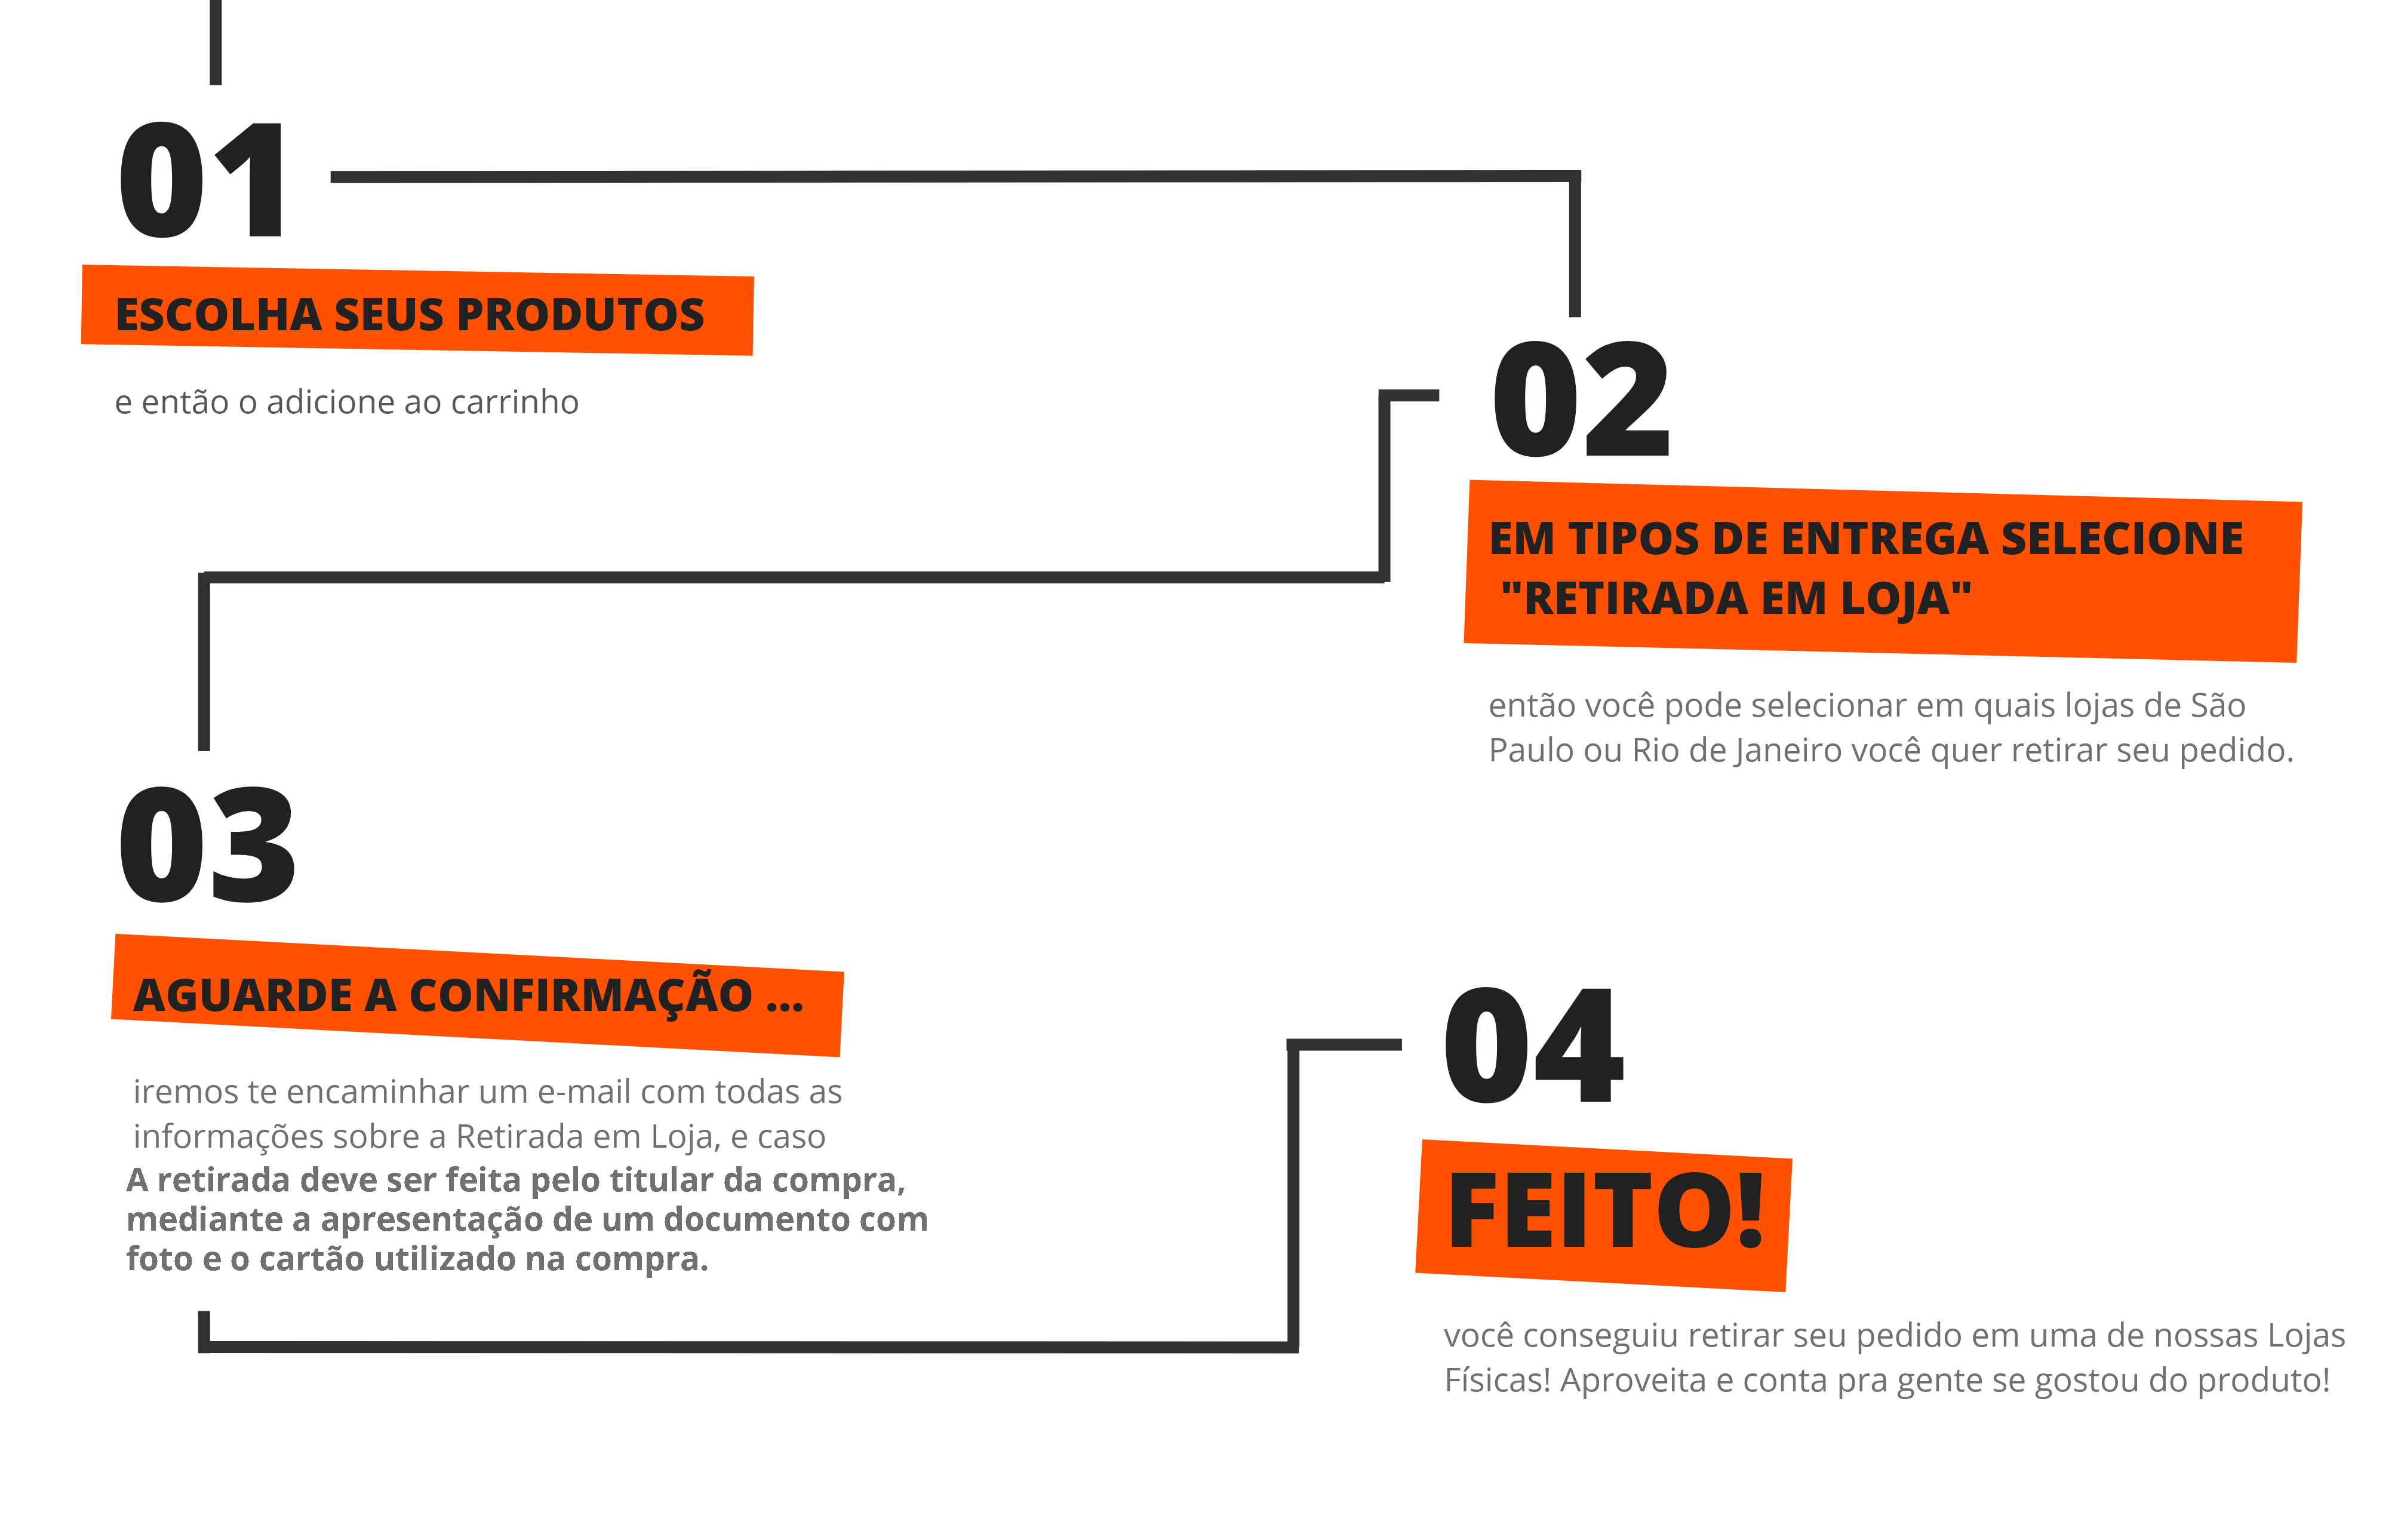 01
ESCOLHA SEUS PRODUTOS
e então o adicione ao carrinho
02
EM TIPOS DE ENTREGA SELECIONE
"RETIRADA EM LOJA"
então você pode selecionar em quais lojas de São
Paulo ou Rio de Janeiro você quer retirar seu pedido.
03
AGUARDE A CONFIRMAÇÃO ...
iremos te encaminhar um e-mail com todas as
informações sobre a Retirada em Loja, e caso
A retirada deve ser feita pelo titular da compra,
mediante a apresentação de um documento com
foto e o cartão utilizado na compra.
04
FEITO!
você conseguiu retirar seu pedido em uma de nossas Lojas
Físicas! Aproveita e conta pra gente se gostou do produto!